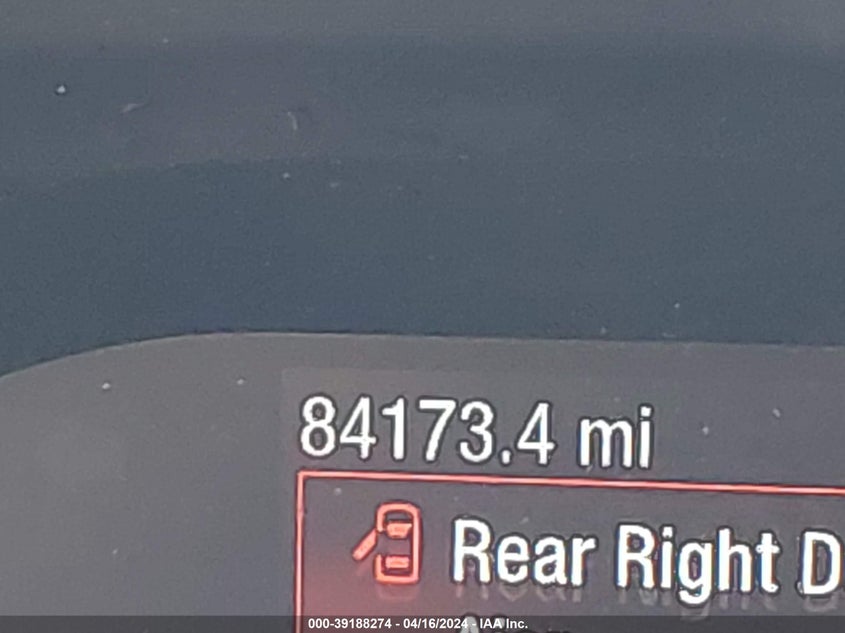 84173.4 mi
Rear Right D
000-39188274 - 04/16/2024 - IAA Inc.